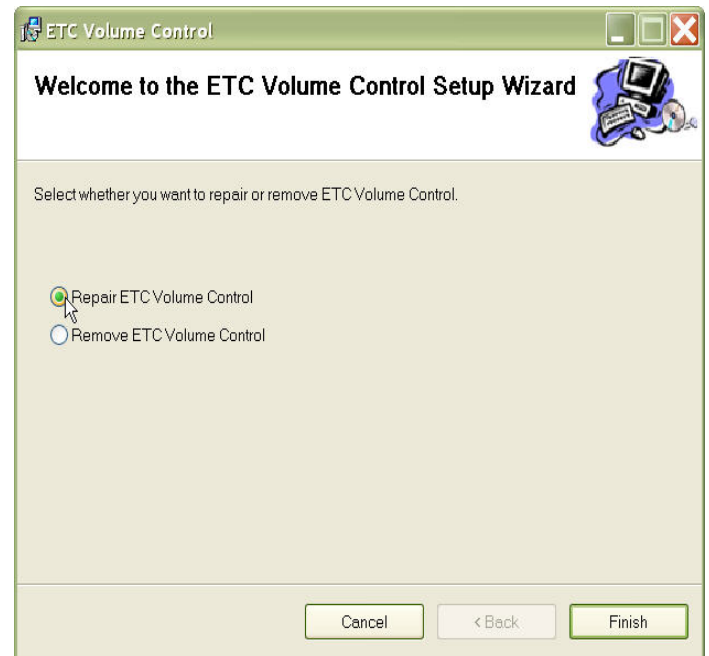 ETC Volume Control
Welcome to the ETC Volume Control Setup Wizard
Select whether you want to repair or remove ETC Volume Control.
Repair ETC Volume Control
Remove ETC Volume Control
Cancel
< Back
Finish